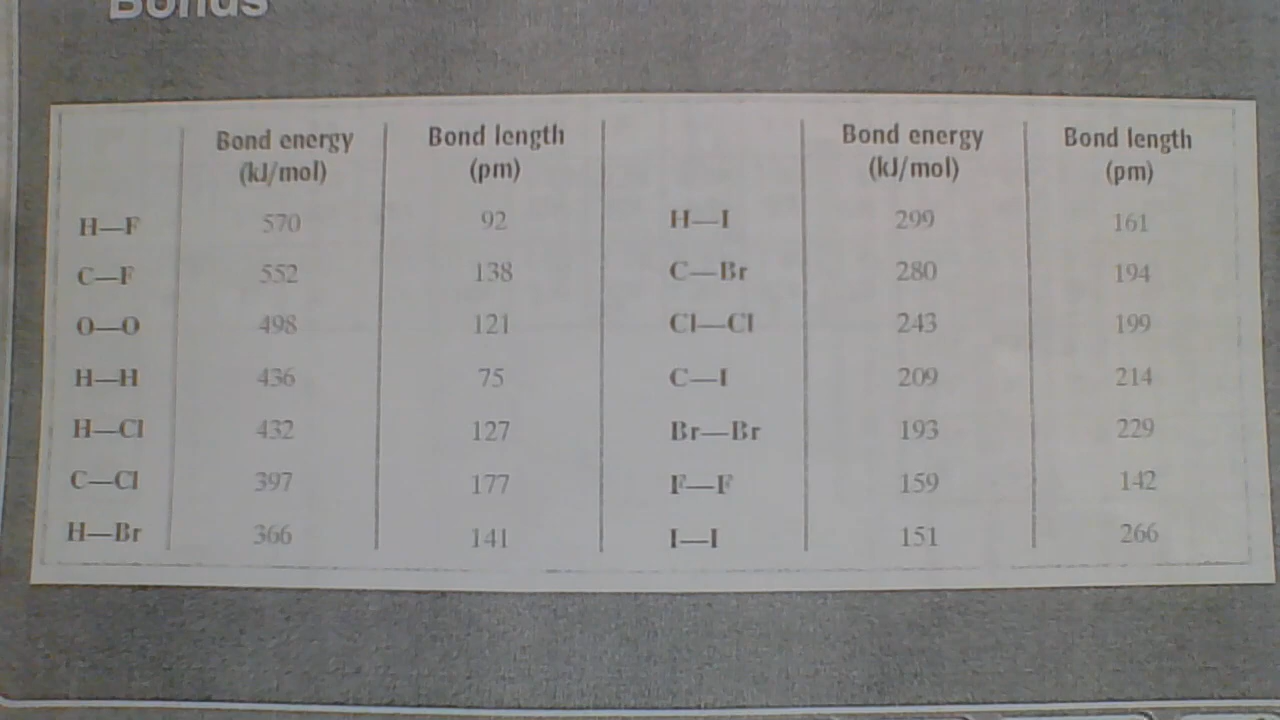 Bonds
Bond energy (kJ/mol) Bond length (pm) Bond energy (kJ/mol) Bond length (pm)
H—F 570 92 H—I 299 161
C—F 552 138 C—Br 280 194
O—O 498 121 Cl—Cl 243 199
H—H 436 75 C—I 209 214
H—Cl 432 127 Br—Br 193 229
C—Cl 397 177 F—F 159 142
H—Br 366 141 I—I 151 266